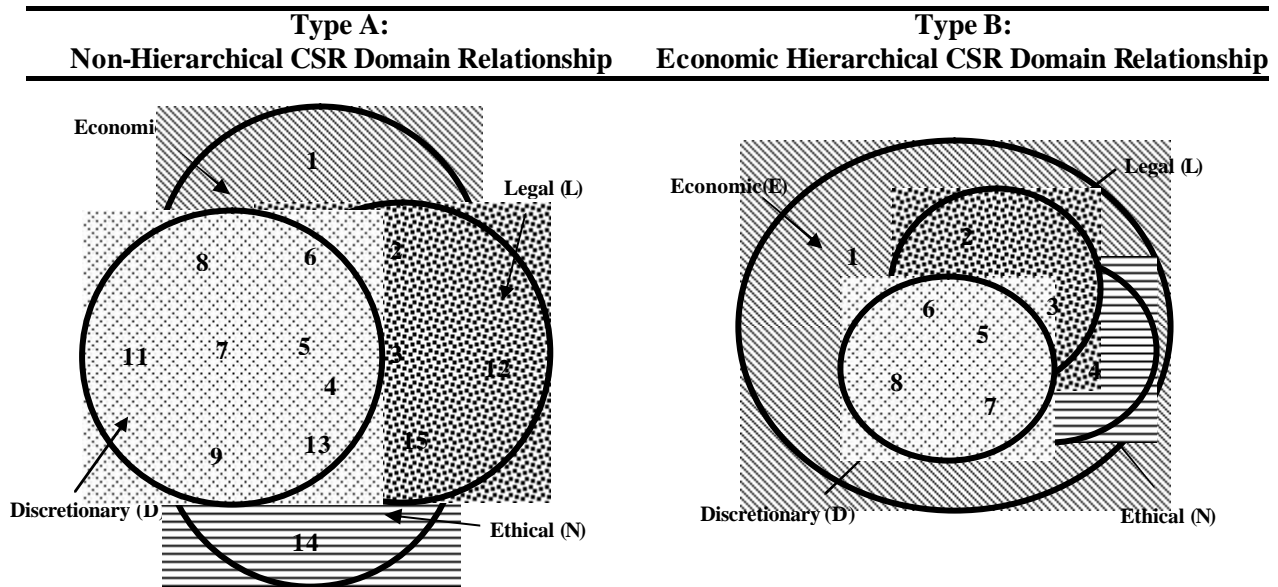 Type A:
Non-Hierarchical CSR Domain Relationship
Type B:
Economic Hierarchical CSR Domain Relationship
Economi
1
Legal (L)
8
6
2
11
7
5
3
12
4
9
13
15
Discretionary (D)
Ethical (N)
14
Legal (L)
Economic(E)
2
1
6
3
5
8
4
7
Discretionary (D)
Ethical (N)